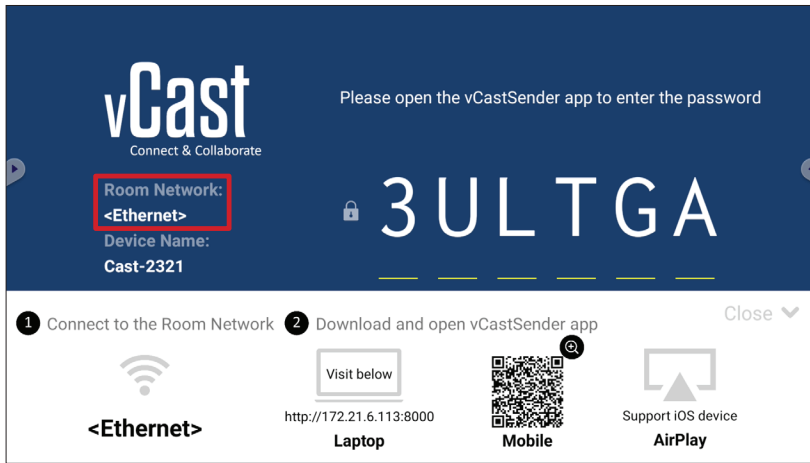 vCast
Connect & Collaborate
Please open the vCastSender app to enter the password
Room Network:
<Ethernet>
Device Name:
Cast-2321
3ULTGA
Close
1 Connect to the Room Network
2 Download and open vCastSender app
<Ethernet>
Visit below
http://172.21.6.113:8000
Laptop
Mobile
Support iOS device
AirPlay